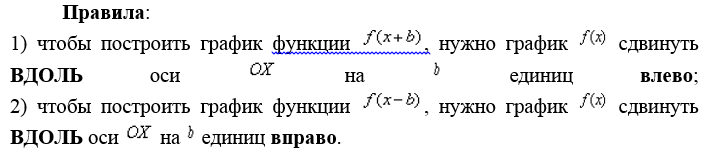 Правила:
1) чтобы построить график функции f(x+b), нужно график f(x) сдвинуть
ВДОЛЬ оси OX на b единиц влево;
2) чтобы построить график функции f(x−b), нужно график f(x) сдвинуть
ВДОЛЬ оси OX на b единиц вправо.